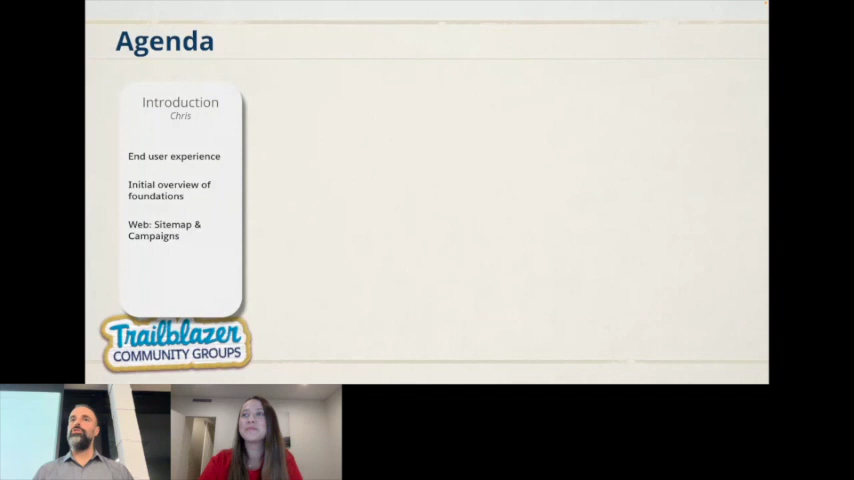 Agenda
Introduction
Chris
End user experience
Initial overview of
foundations
Web: Sitemap &
Campaigns
Trailblazer
COMMUNITY GROUPS